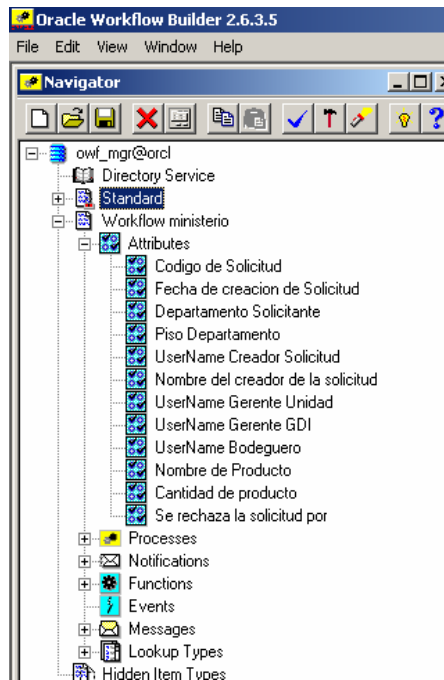 Oracle Workflow Builder 2.6.3.5
File Edit View Window Help
Navigator
owf_mgr@orcl
Directory Service
Standard
Workflow ministerio
Attributes
Codigo de Solicitud
Fecha de creacion de Solicitud
Departamento Solicitante
Piso Departamento
UserName Creador Solicitud
Nombre del creador de la solicitud
UserName Gerente Unidad
UserName Gerente GDI
UserName Bodeguero
Nombre de Producto
Cantidad de producto
Se rechaza la solicitud por
Processes
Notifications
Functions
Events
Messages
Lookup Types
Hidden Item Types